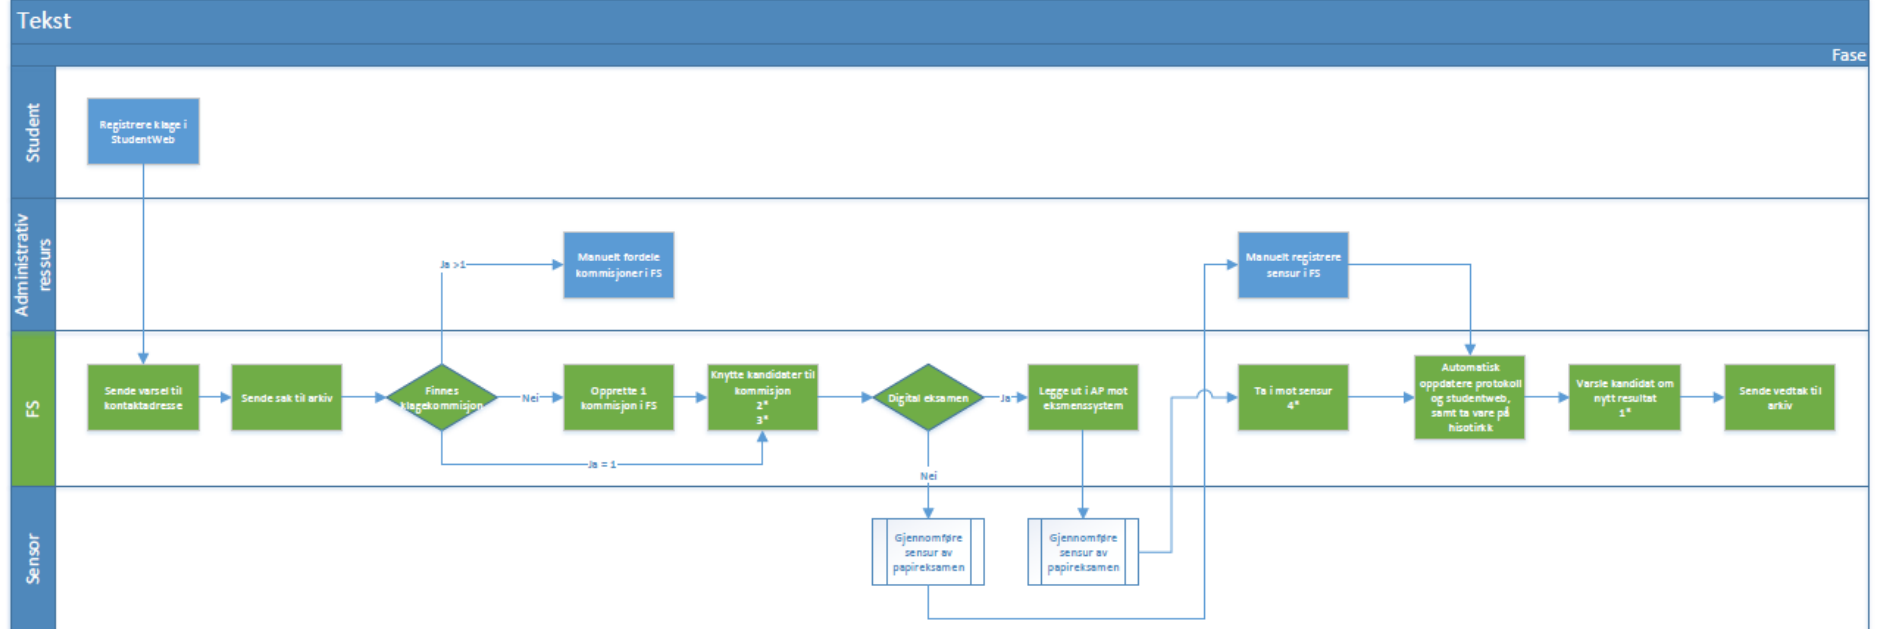 Tekst
Fase
Student
Registrere klage i
StudentWeb
Administrativ
ressurs
Ja >1
Manuelt fordele
kommisjoner i FS
Manuelt registrere
sensur i FS
FS
Sende varsel til
kontaktadresse
Sende sak til arkiv
Finnes
klagekommisjon
Nei
Opprette 1
kommisjon i FS
Knytte kandidater til
kommisjon
2*
3*
Ja = 1
Digital eksamen
Ja
Nei
Legge ut i AP mot
eksmenssystem
Ta i mot sensur
4*
Automatisk
oppdatere protokoll
og studentweb,
samt ta vare på
hisotirkk
Varsle kandidat om
nytt resultat
1*
Sende vedtak til
arkiv
Sensor
Gjennomføre
sensur av
papireksamen
Gjennomføre
sensur av
papireksamen